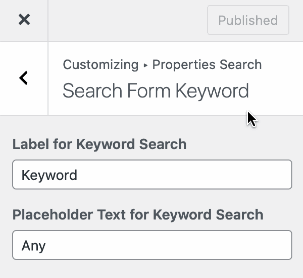 Published
Customizing ▸ Properties Search
Search Form Keyword
Label for Keyword Search
Keyword
Placeholder Text for Keyword Search
Any